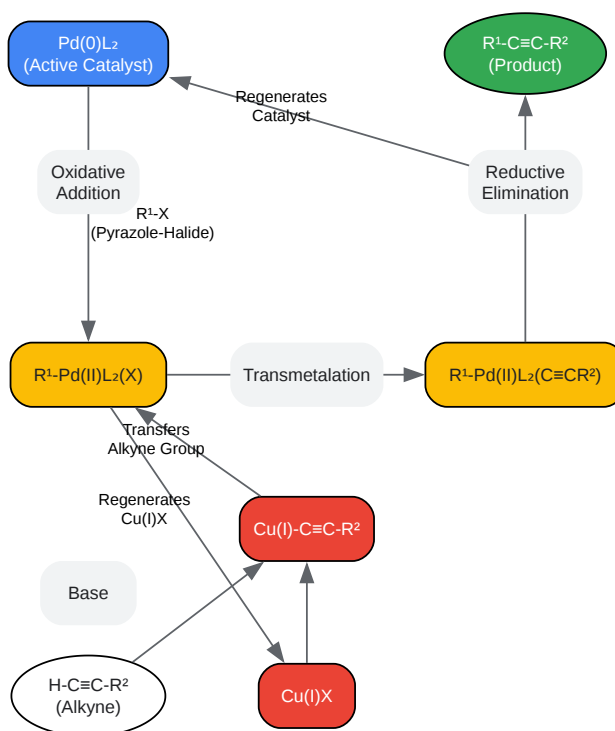 Pd(0)L₂
(Active Catalyst)
R¹-C≡C-R²
(Product)
Regenerates
Catalyst
Oxidative
Addition
Reductive
Elimination
R¹-X
(Pyrazole-Halide)
R¹-Pd(II)L₂(X)
Transmetalation
R¹-Pd(II)L₂(C≡CR²)
Transfers
Alkyne Group
Regenerates
Cu(I)X
Cu(I)-C≡C-R²
Base
H-C≡C-R²
(Alkyne)
Cu(I)X